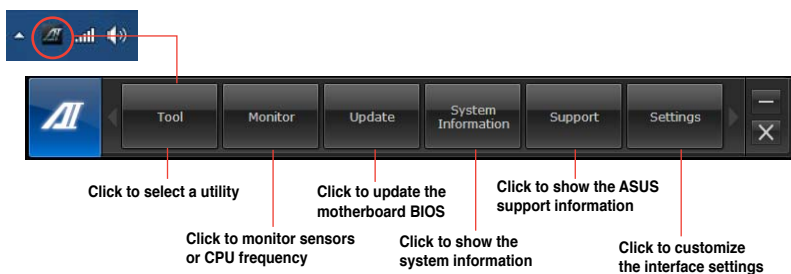 AI
AI
Tool
Monitor
Update
System
Information
Support
Settings
Click to select a utility
Click to update the
motherboard BIOS
Click to show the ASUS
support information
Click to monitor sensors
or CPU frequency
Click to show the
system information
Click to customize
the interface settings